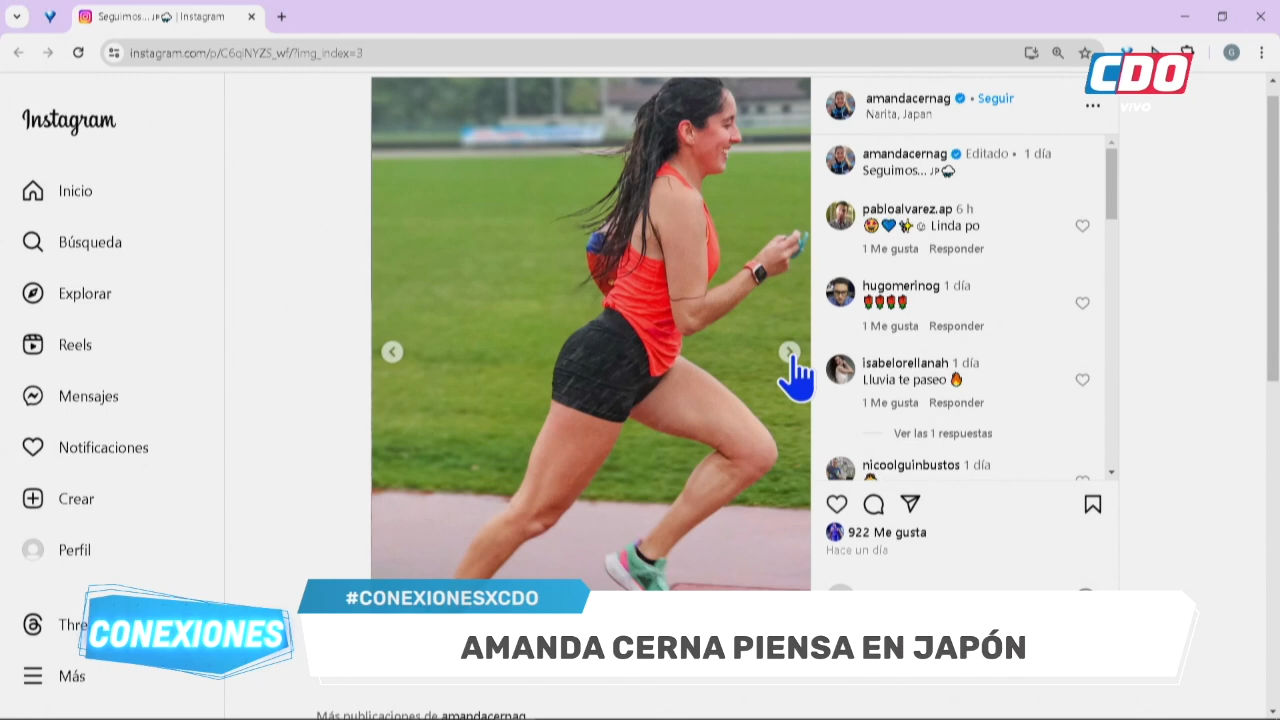 Seguimos... JP | Instagram
instagram.com/p/C6qiNYZS_wf/?img_index=3
G
CDO
VIVO
Instagram
Inicio
Búsqueda
Explorar
Reels
Mensajes
Notificaciones
Crear
Perfil
Thre
Más
amandacernag • Seguir
Narita, Japan
amandacernag Editado • 1 día
Seguimos... JP🌧
pabloalvarez.ap 6 h
🤩💙✨☺ Linda po
1 Me gusta Responder
hugomerinog 1 día
🌹🌹🌹🌹
1 Me gusta Responder
isabelorellanah 1 día
Lluvia te paseo 🔥
1 Me gusta Responder
Ver las 1 respuestas
nicoolguinbustos 1 día
922 Me gusta
Hace un día
CONEXIONES
#CONEXIONESXCDO
AMANDA CERNA PIENSA EN JAPÓN
Más publicaciones de amandacernag